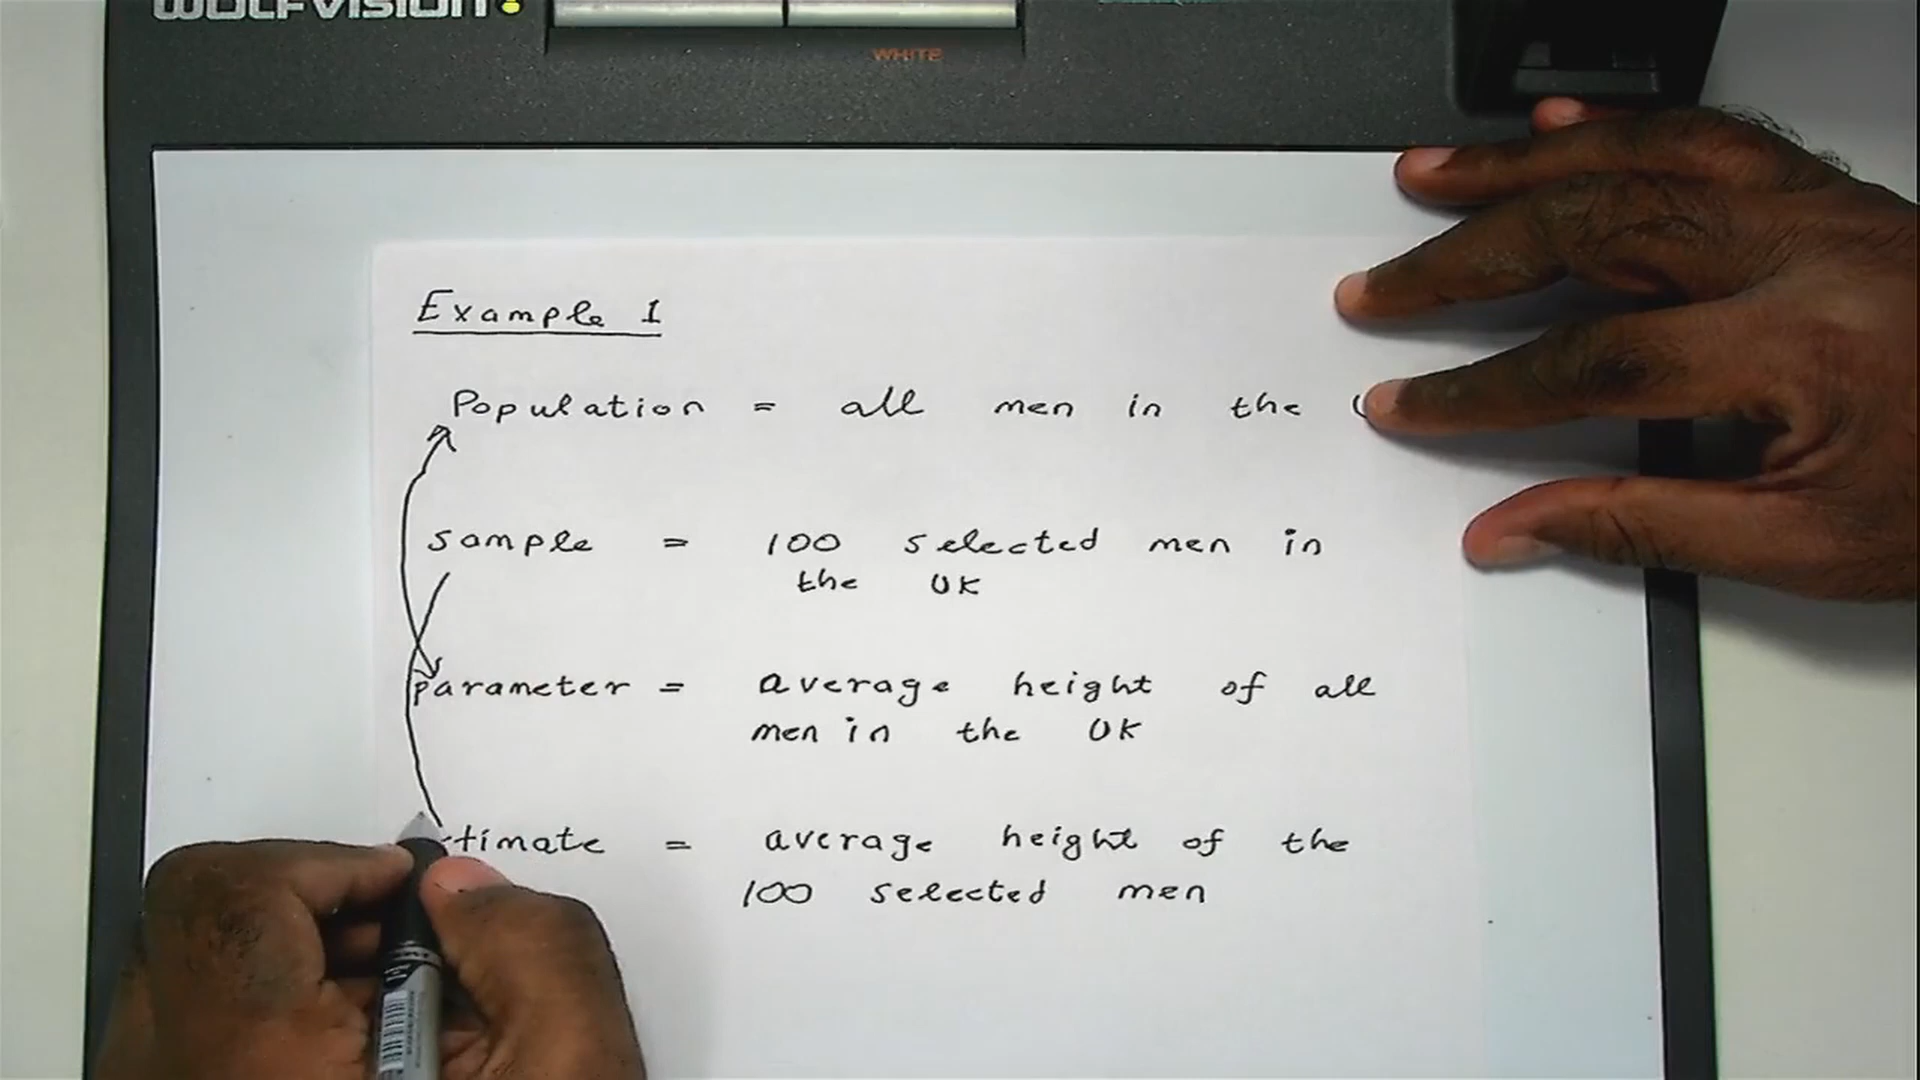 WOLFVISION
WHITE
Example 1
Population = all men in the
sample = 100 selected men in
the UK
parameter = average height of all
men in the UK
= average height of the
100 selected men